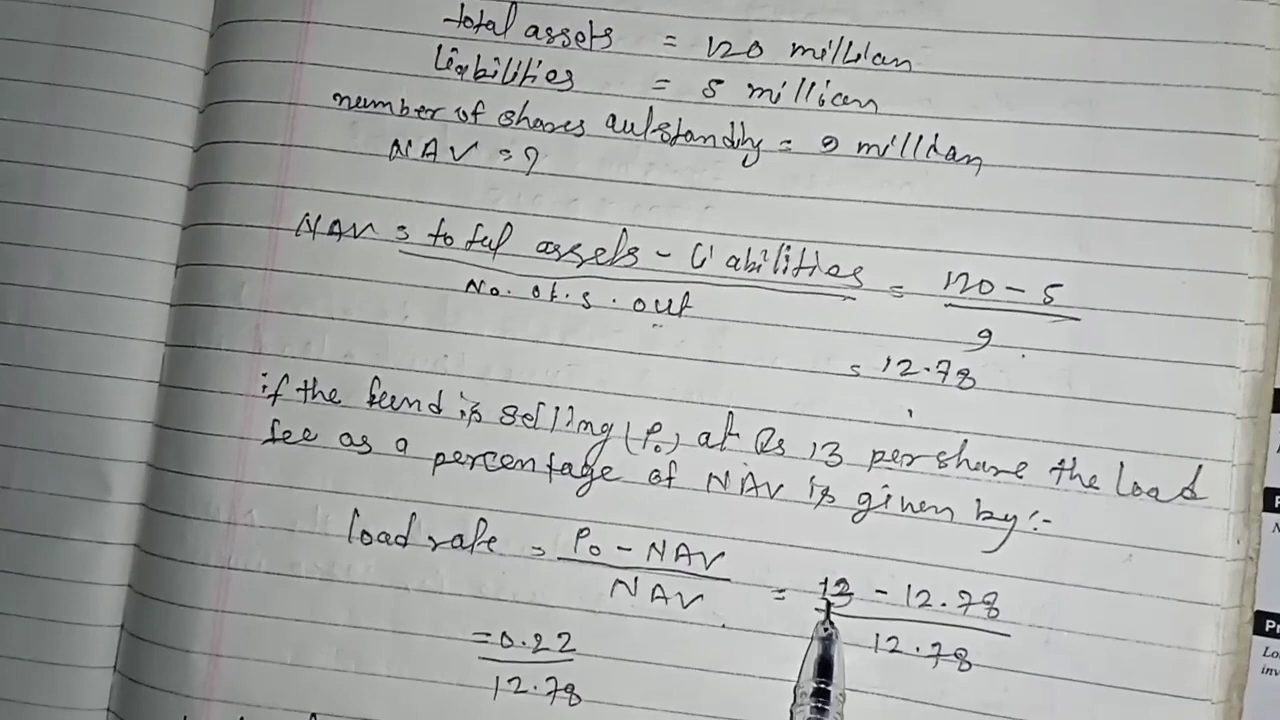 total assets = 120 million
Liabilities = 5 million
number of shares outstanding = 9 million
NAV = ?
NAV = total assets - Liabilities = 120 - 5
No. of. s. out 9
= 12.78
if the fund is selling (P₀) at Rs 13 per share the load
fee as a percentage of NAV is given by :-
load rate = P₀ - NAV = 13 - 12.78
NAV 12.78
= 0.22
12.78
P
N
Pr
Lo
inv